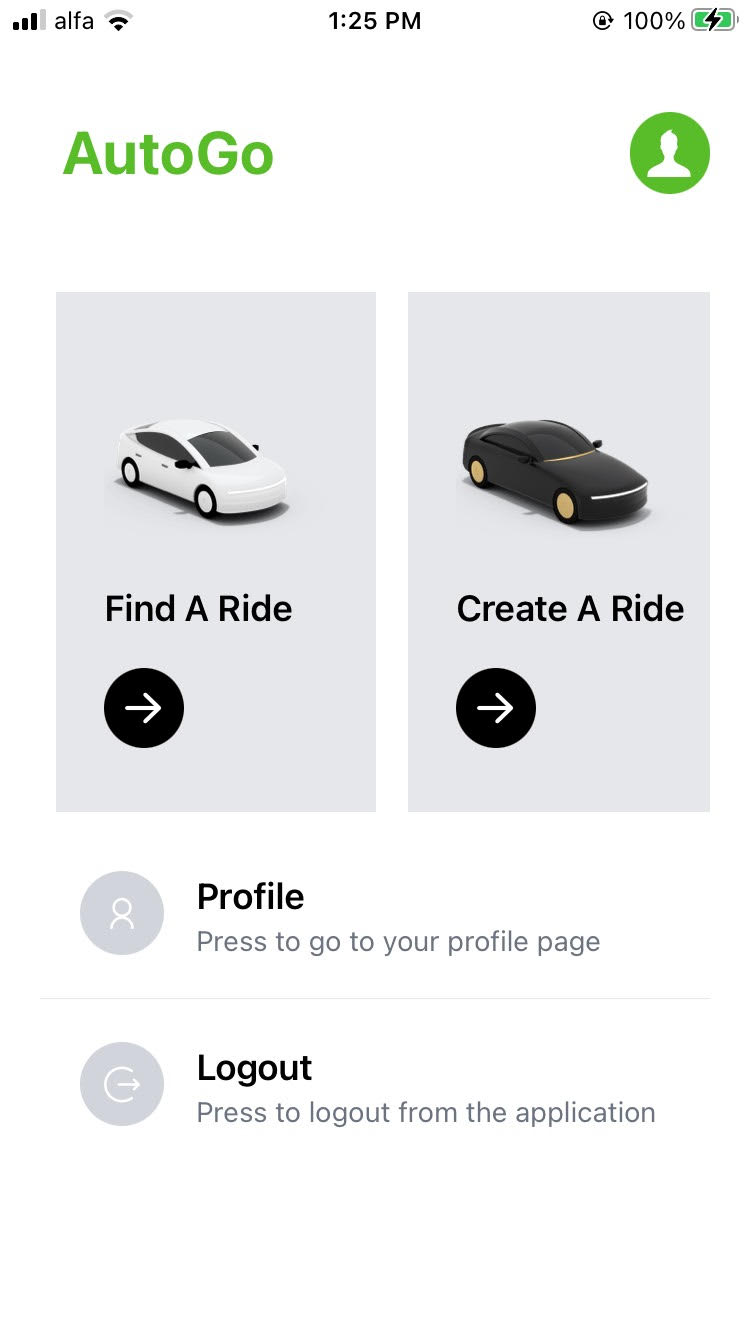 alfa 1:25 PM 100%
AutoGo
Find A Ride Create A Ride
Profile
Press to go to your profile page
Logout
Press to logout from the application